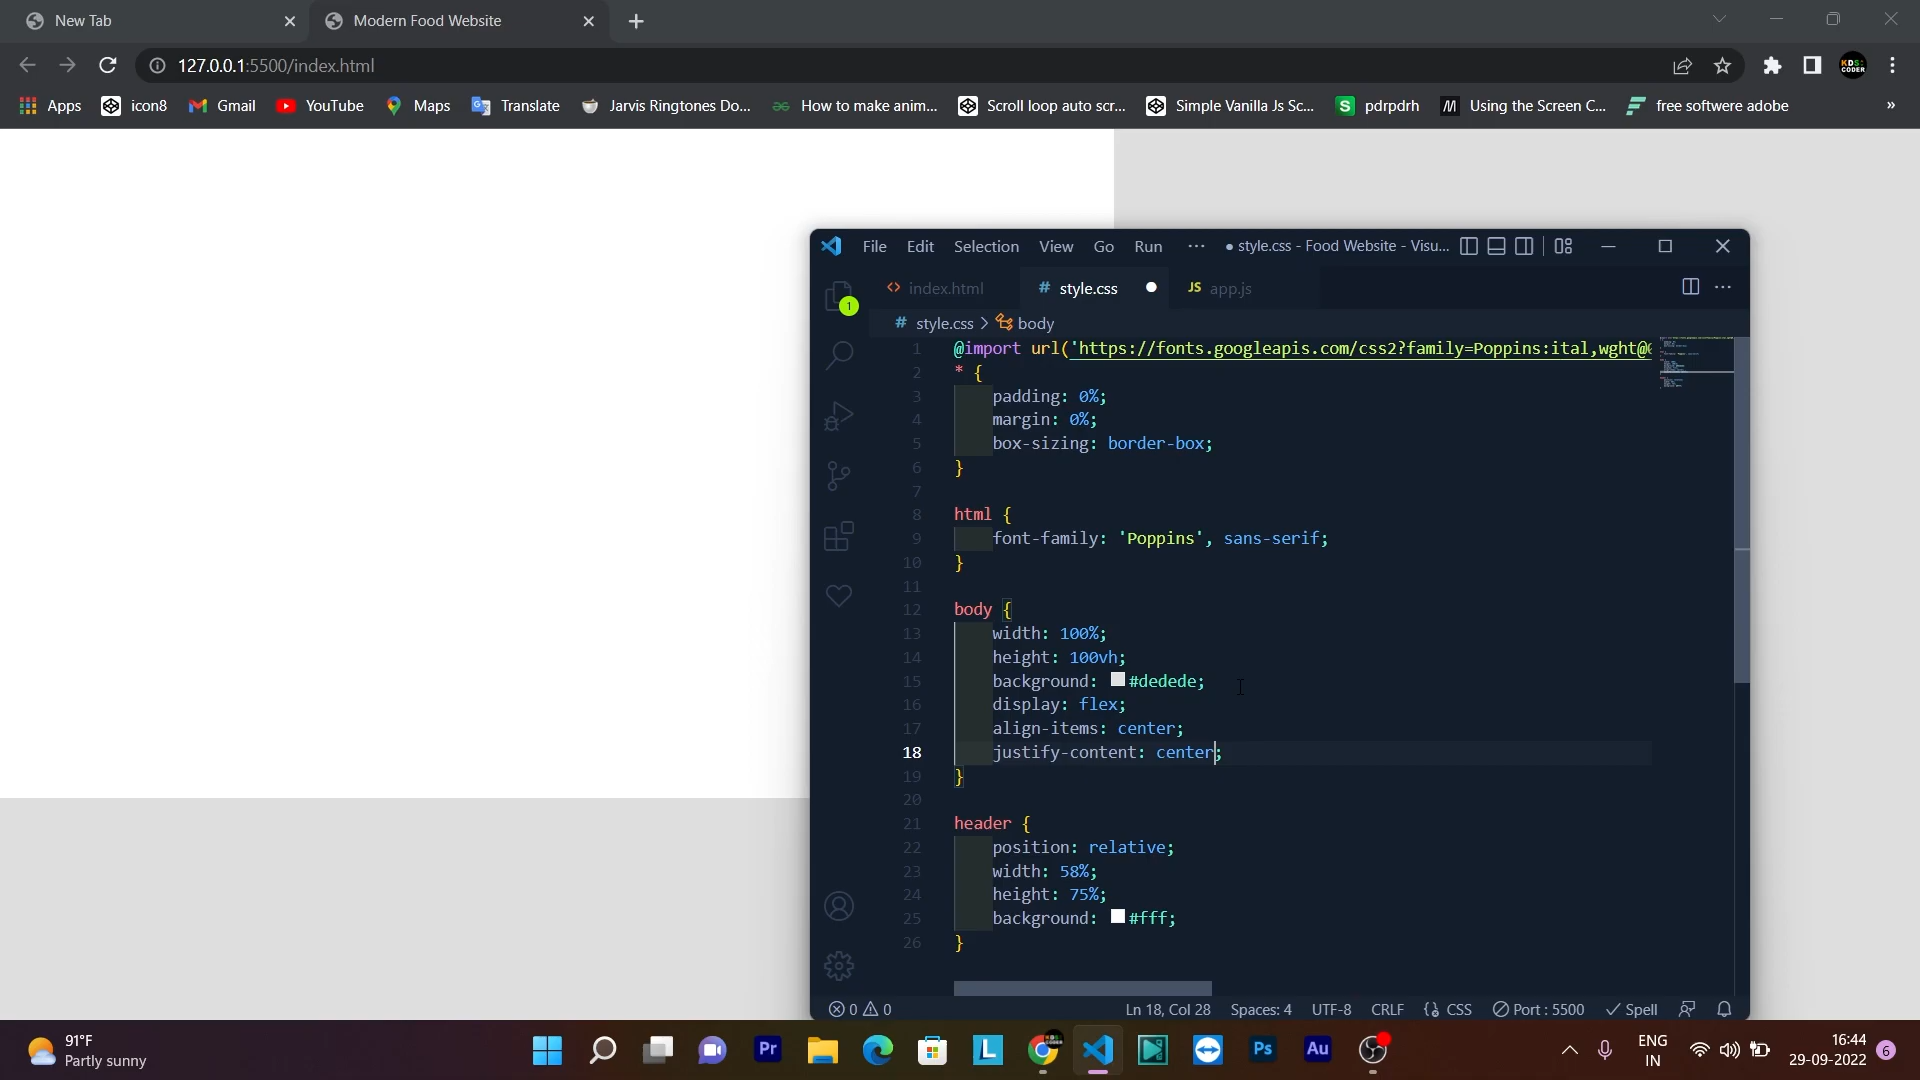 New Tab
Modern Food Website
127.0.0.1:5500/index.html
KDS
CODER
Apps
icon8
Gmail
YouTube
Maps
Translate
Jarvis Ringtones Do...
How to make anim...
Scroll loop auto scr...
Simple Vanilla Js Sc...
S pdrpdrh
Using the Screen C...
free softwere adobe
»
File Edit Selection View Go Run ··· ● style.css - Food Website - Visu...
<> index.html
# style.css
JS app.js
1
# style.css > body
1 @import url('https://fonts.googleapis.com/css2?family=Poppins:ital,wght@
2 * {
3 padding: 0%;
4 margin: 0%;
5 box-sizing: border-box;
6 }
7
8 html {
9 font-family: 'Poppins', sans-serif;
10 }
11
12 body {
13 width: 100%;
14 height: 100vh;
15 background: #dedede;
16 display: flex;
17 align-items: center;
18 justify-content: center;
19 }
20
21 header {
22 position: relative;
23 width: 58%;
24 height: 75%;
25 background: #fff;
26 }
0 0
Ln 18, Col 28
Spaces: 4
UTF-8
CRLF
{} CSS
Port : 5500
Spell
91°F
Partly sunny
Pr
L
Ps
Au
ENG
IN
16:44
29-09-2022
6